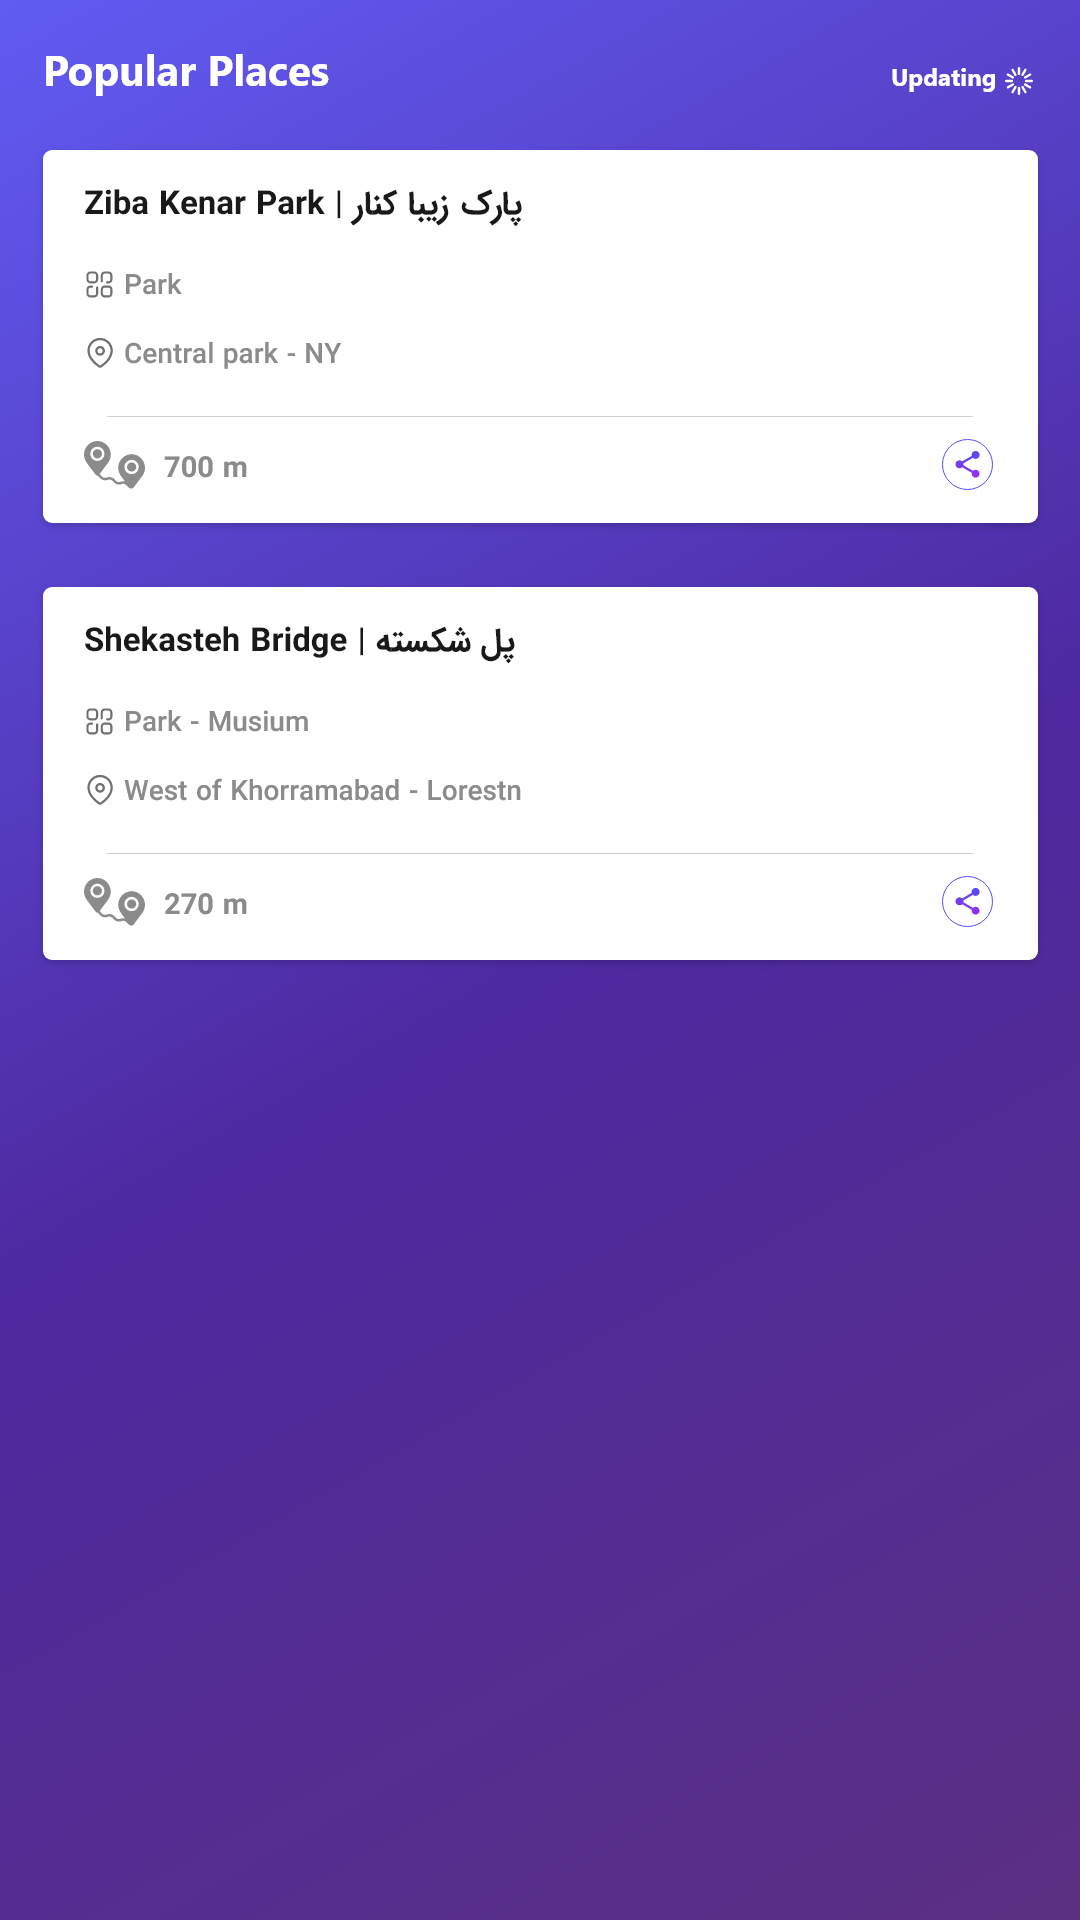 Popular Places
Updating
Ziba Kenar Park | پارک زیبا کنار
Park
Central park - NY
700 m
Shekasteh Bridge | پل شکسته
Park - Musium
West of Khorramabad - Lorestn
270 m